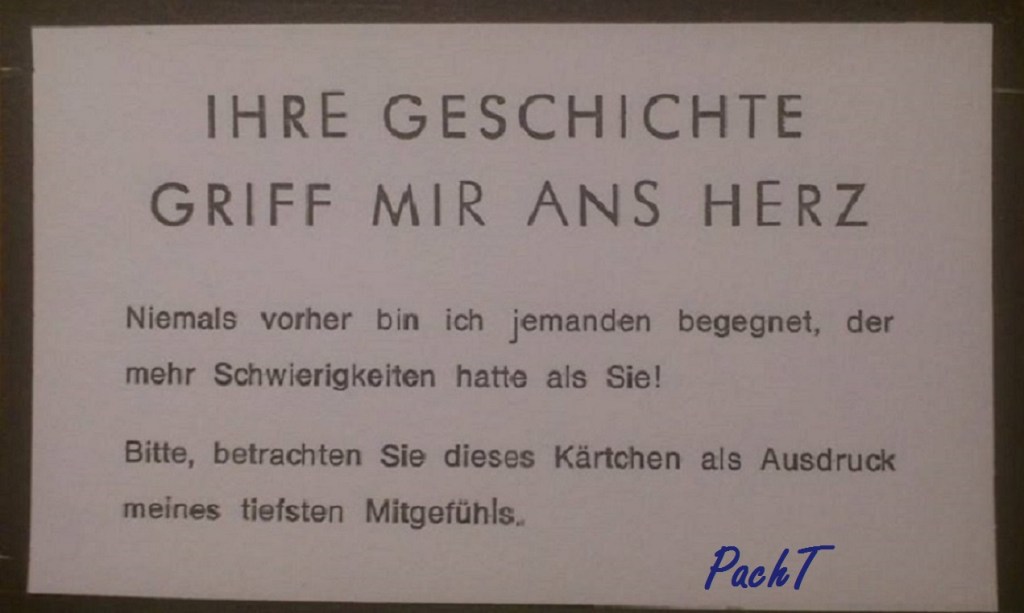 IHRE GESCHICHTE
GRIFF MIR ANS HERZ
Niemals vorher bin ich jemanden begegnet, der
mehr Schwierigkeiten hatte als Sie!
Bitte, betrachten Sie dieses Kärtchen als Ausdruck
meines tiefsten Mitgefühls.
PachT